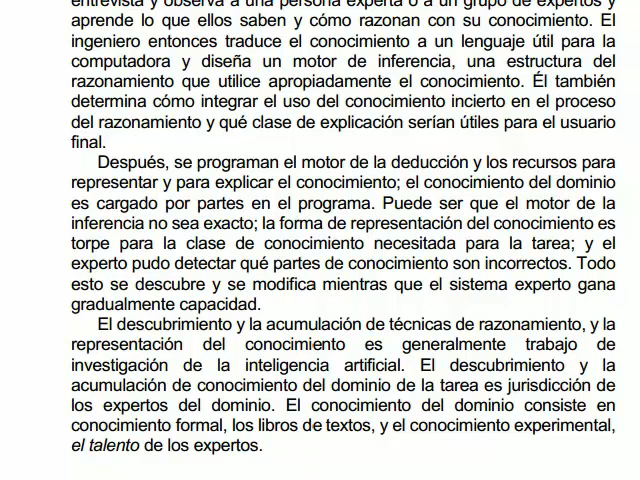 entrevista y observa a una persona experta o a un grupo de expertos y
aprende lo que ellos saben y cómo razonan con su conocimiento. El
ingeniero entonces traduce el conocimiento a un lenguaje útil para la
computadora y diseña un motor de inferencia, una estructura del
razonamiento que utilice apropiadamente el conocimiento. Él también
determina cómo integrar el uso del conocimiento incierto en el proceso
del razonamiento y qué clase de explicación serían útiles para el usuario
final.
Después, se programan el motor de la deducción y los recursos para
representar y para explicar el conocimiento; el conocimiento del dominio
es cargado por partes en el programa. Puede ser que el motor de la
inferencia no sea exacto; la forma de representación del conocimiento es
torpe para la clase de conocimiento necesitada para la tarea; y el
experto pudo detectar qué partes de conocimiento son incorrectos. Todo
esto se descubre y se modifica mientras que el sistema experto gana
gradualmente capacidad.
El descubrimiento y la acumulación de técnicas de razonamiento, y la
representación del conocimiento es generalmente trabajo de
investigación de la inteligencia artificial. El descubrimiento y la
acumulación de conocimiento del dominio de la tarea es jurisdicción de
los expertos del dominio. El conocimiento del dominio consiste en
conocimiento formal, los libros de textos, y el conocimiento experimental,
el talento de los expertos.